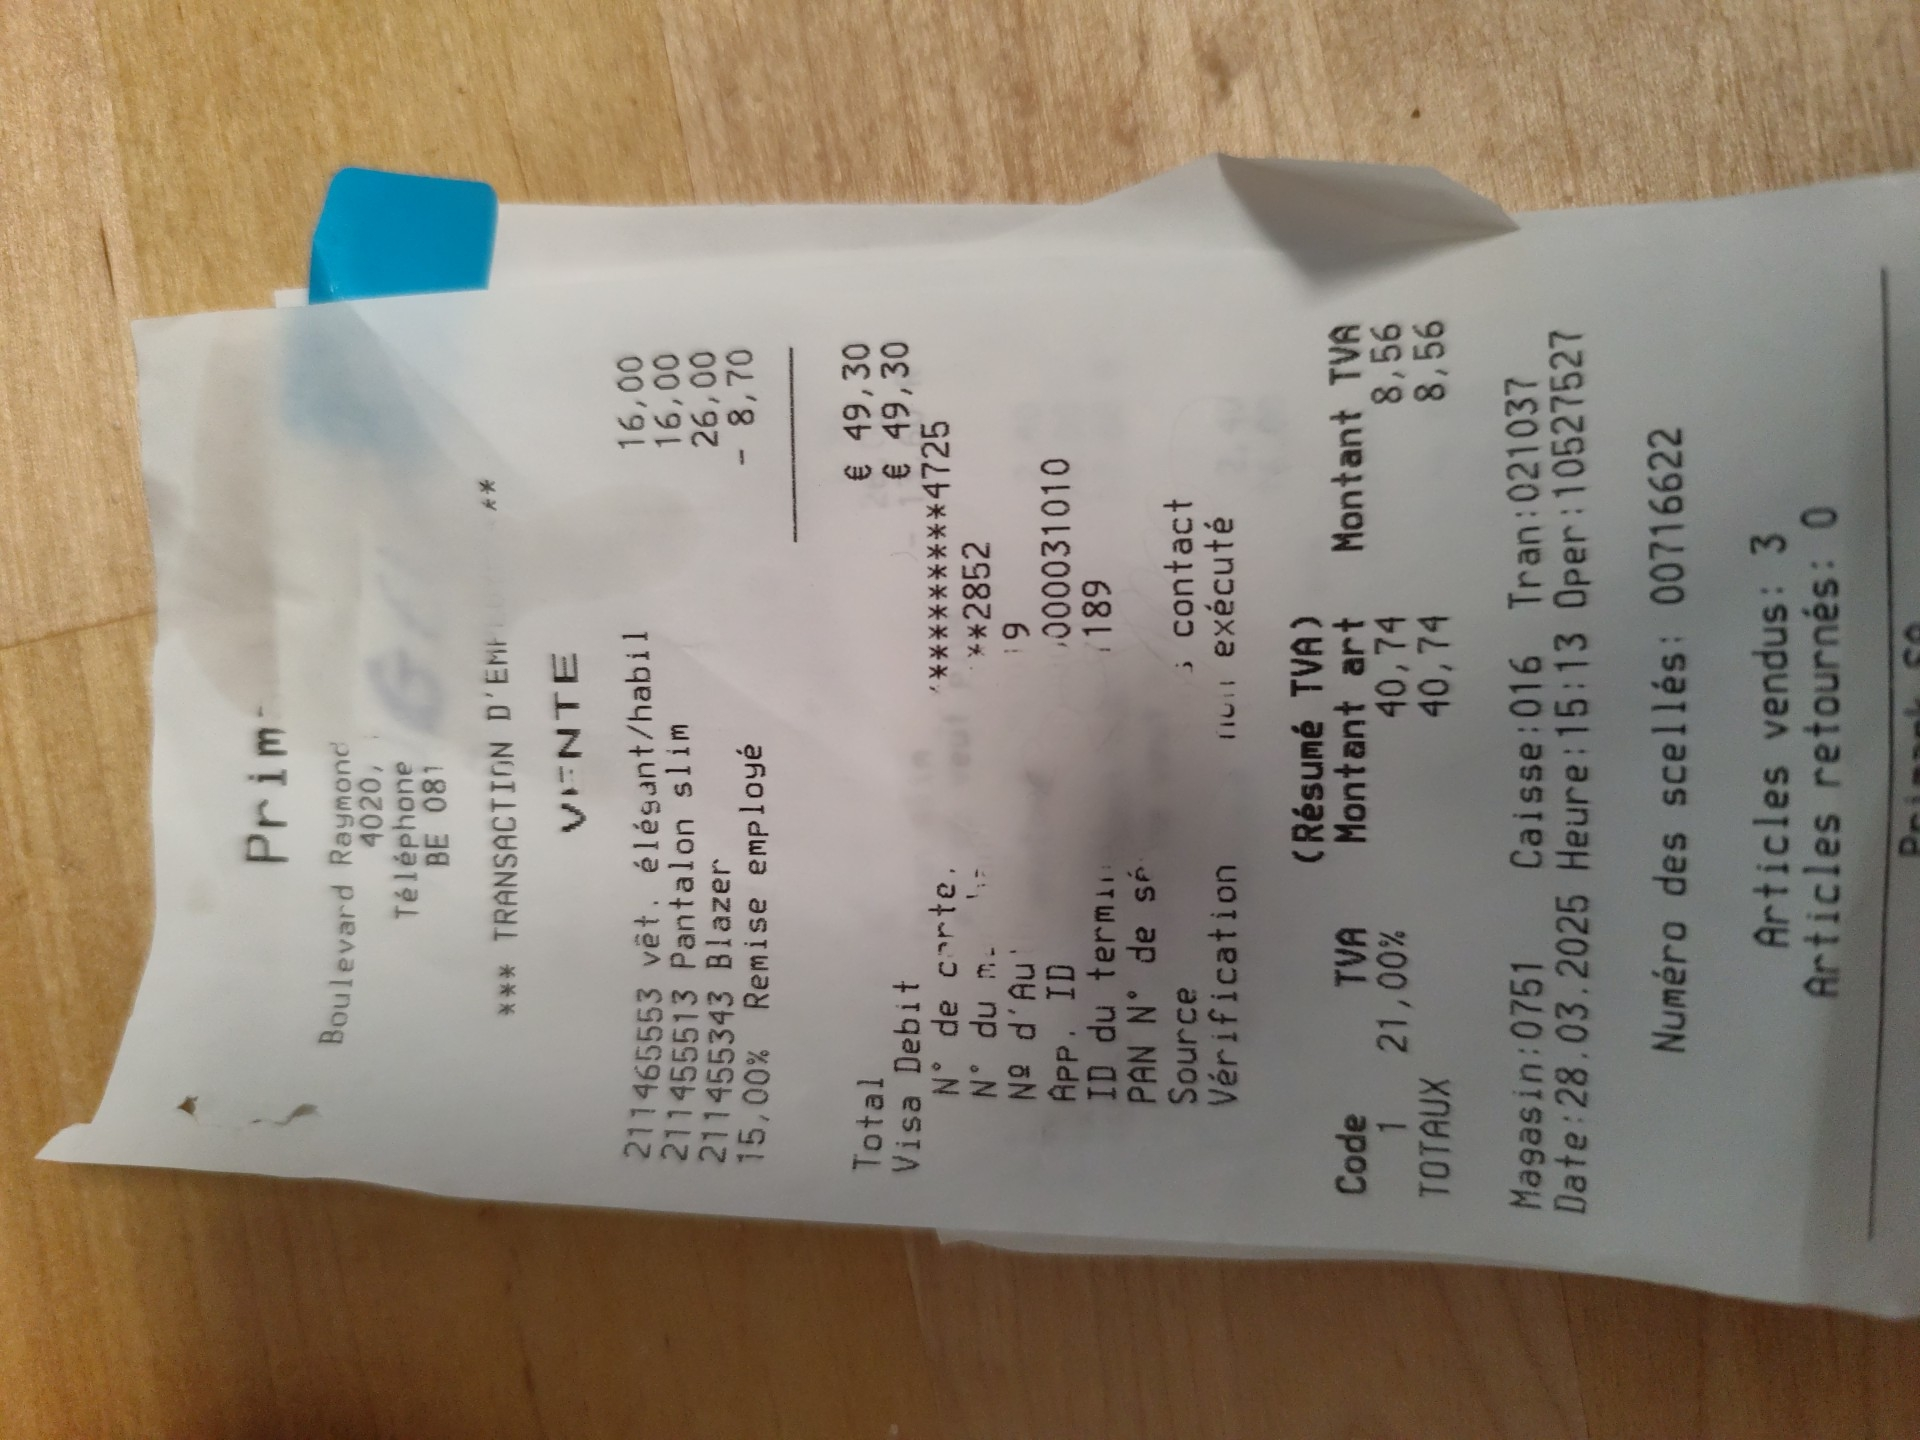 Prim
Boulevard Raymond
4020,
Téléphone
BE 081
*** TRANSACTION D'EMP **
VENTE
211465553 vêt. élégant/habil 16,00
211455513 Pantalon slim 16,00
211455343 Blazer 26,00
15,00% Remise employé - 8,70
Total € 49,30
Visa Debit € 49,30
N° de carte. ************4725
N° du **2852
Nº d'Au 9
APP. ID 000031010
ID du termi 189
PAN N° de sé
Source contact
Vérification exécuté
(Résumé TVA)
Code TVA Montant art Montant TVA
1 21,00% 40,74 8,56
TOTAUX 40,74 8,56
Magasin:0751 Caisse:016 Tran:021037
Date:28.03.2025 Heure:15:13 Oper:10527527
Numéro des scellés: 00716622
Articles vendus: 3
Articles retournés: 0